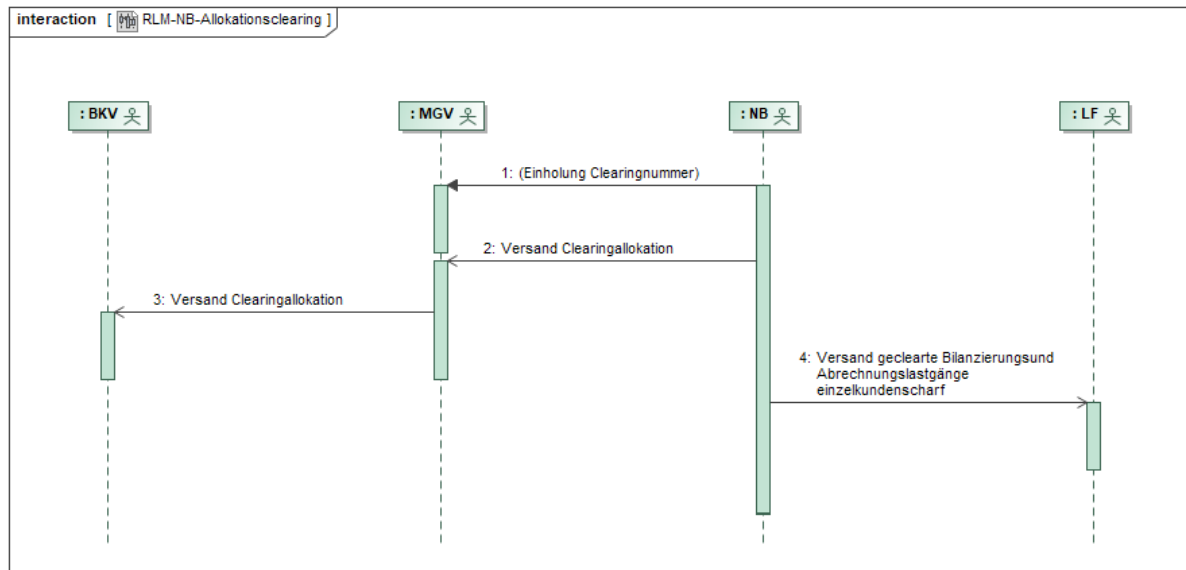 interaction [ RLM-NB-Allokationsclearing ]
: BKV
: MGV
: NB
: LF
1: (Einholung Clearingnummer)
2: Versand Clearingallokation
3: Versand Clearingallokation
4: Versand geclearte Bilanzierungsund
Abrechnungslastgänge
einzelkundenscharf